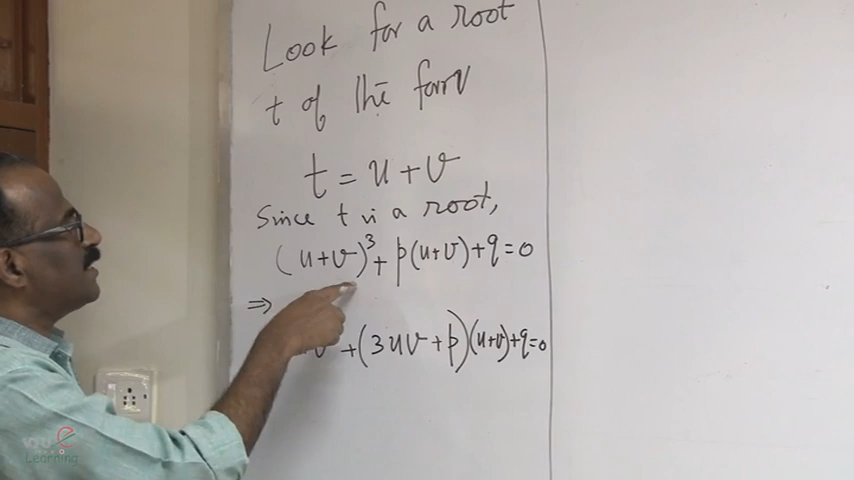 Look for a root
t of the form
t = u + v
Since t is a root,
(u+v)³ + p(u+v) + q = 0
⇒
+ (3uv + p)(u+v) + q = 0
e
Learning